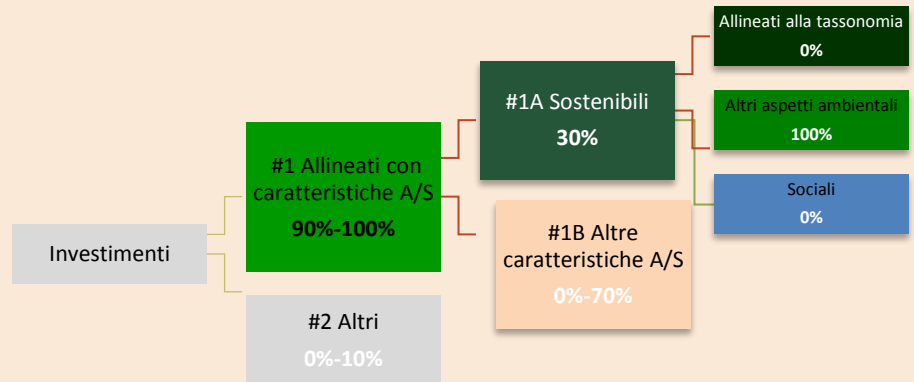 Investimenti
#1 Allineati con
caratteristiche A/S
90%-100%
#2 Altri
0%-10%
#1A Sostenibili
30%
#1B Altre
caratteristiche A/S
0%-70%
Allineati alla tassonomia
0%
Altri aspetti ambientali
100%
Sociali
0%